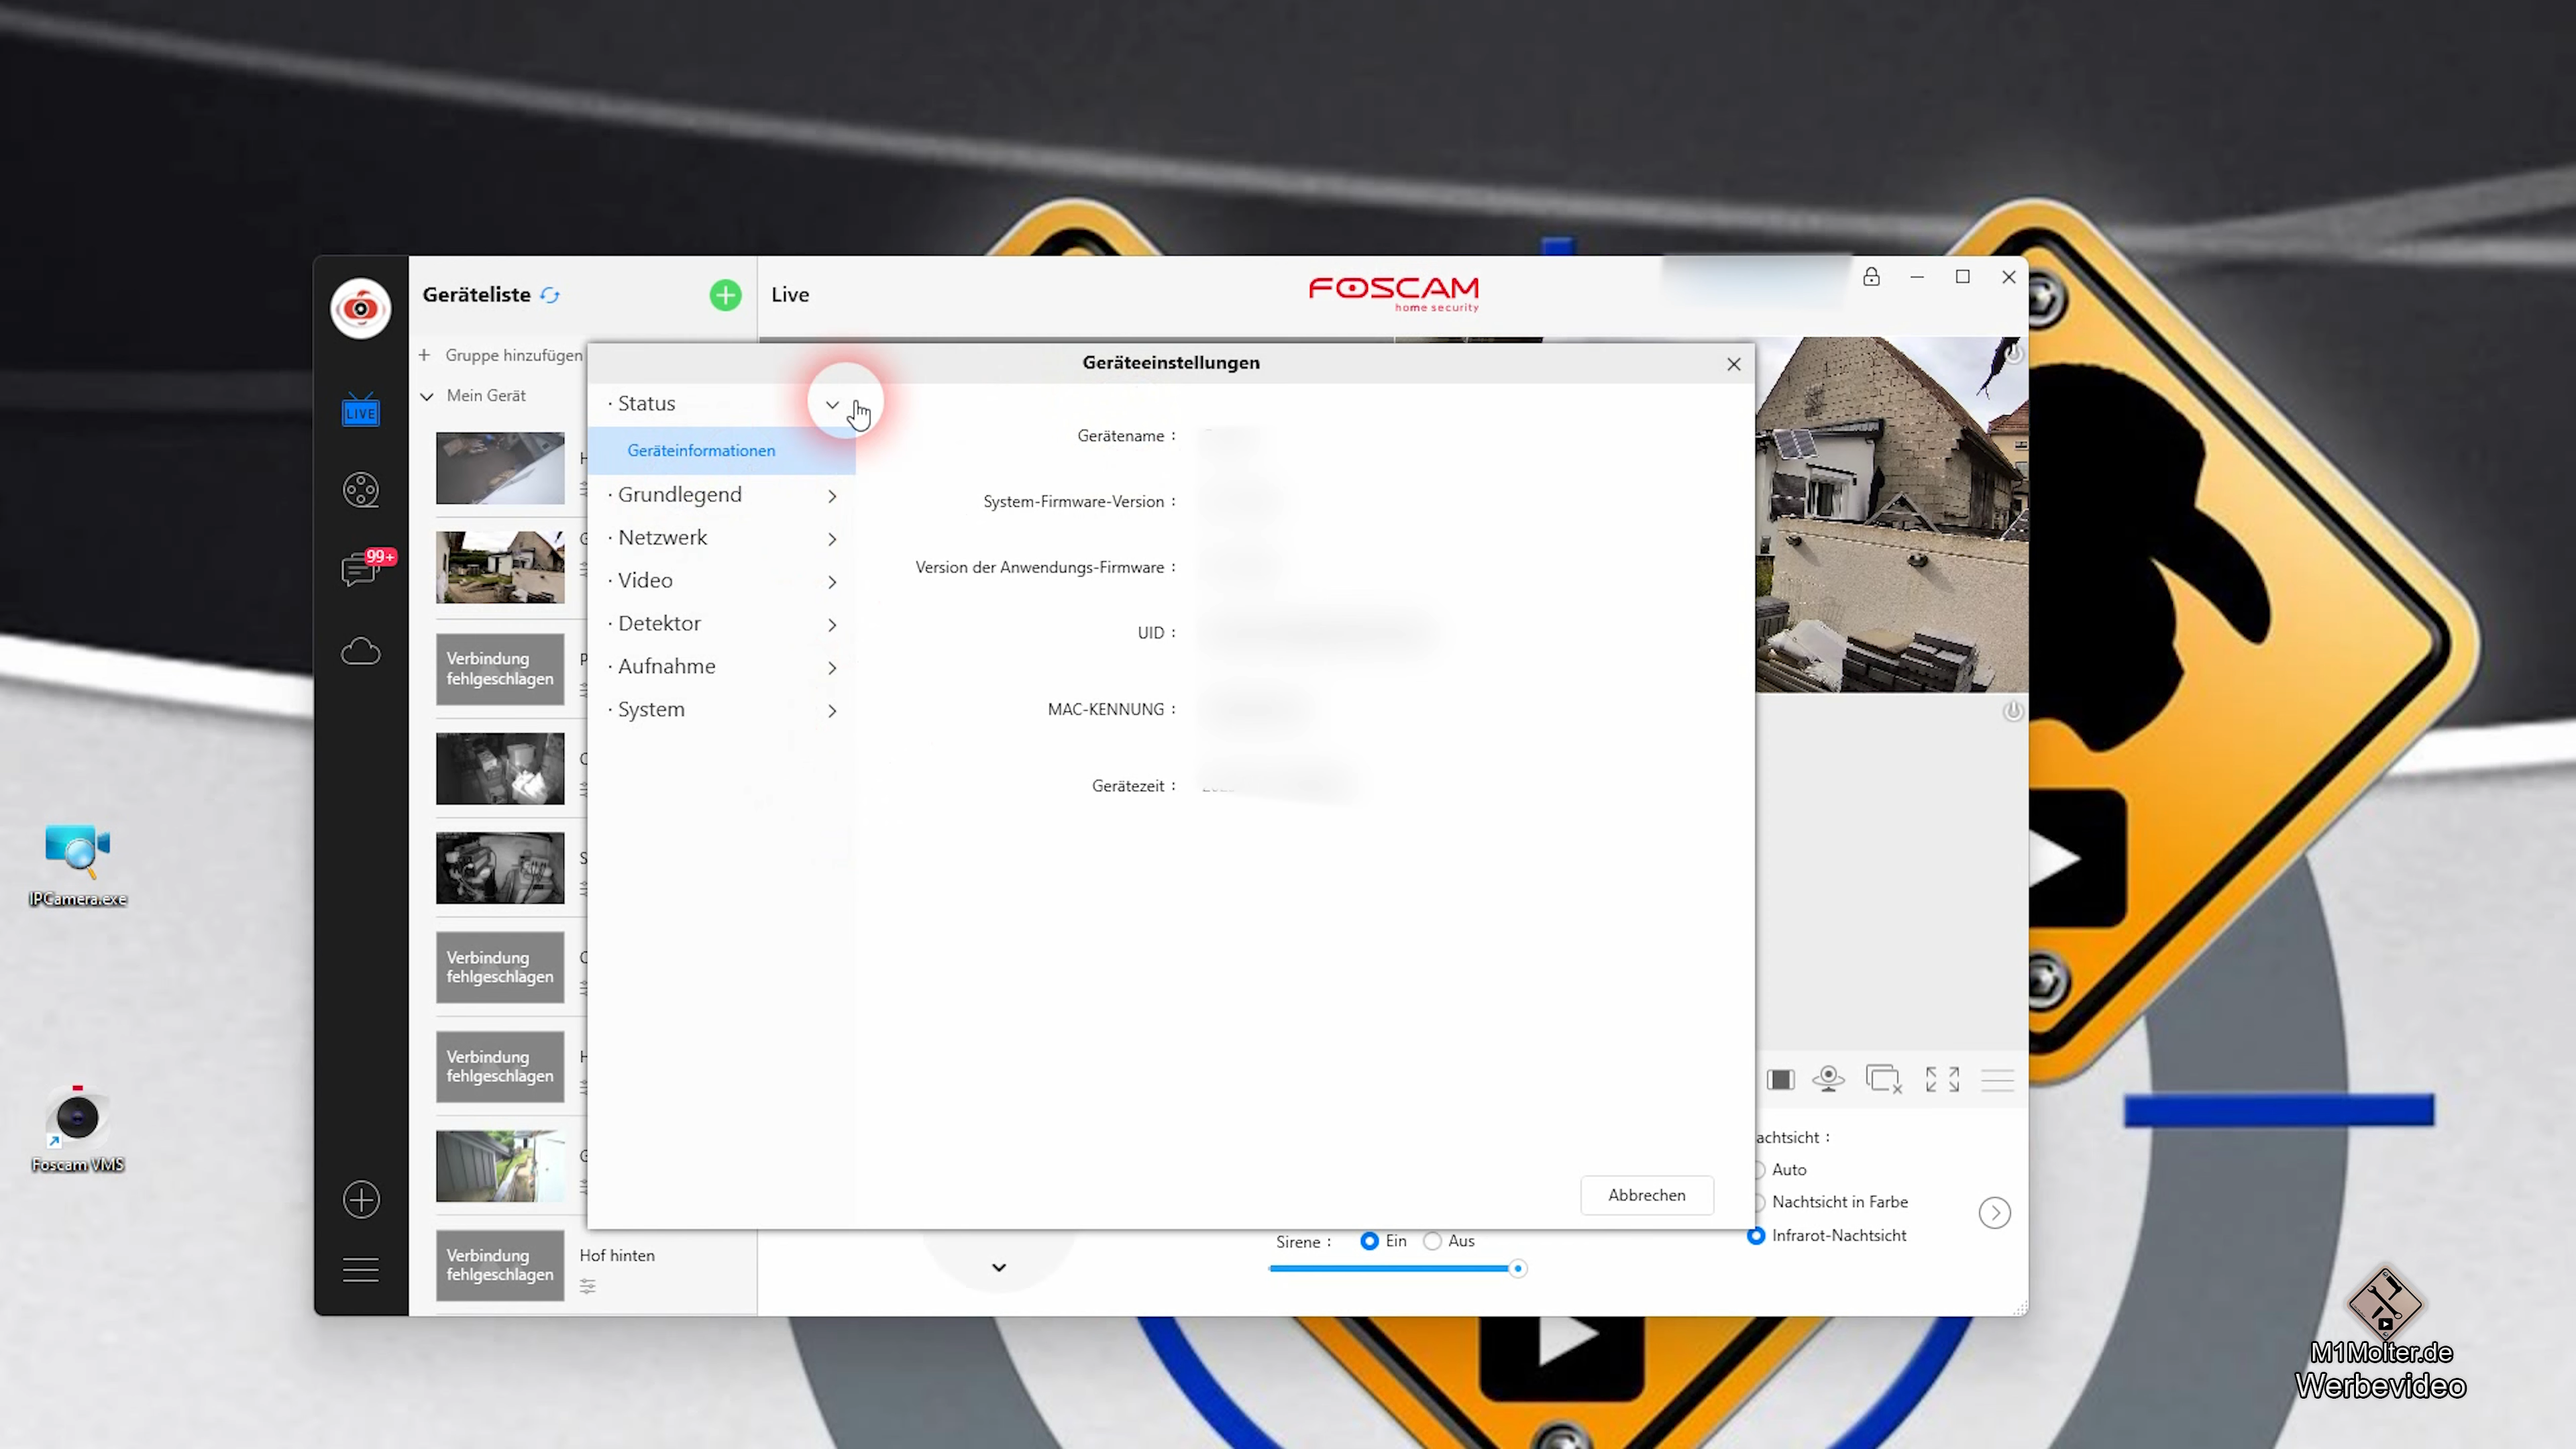 Geräteliste
Live
FOSCAM
home security
+ Gruppe hinzufügen
Mein Gerät
Geräteeinstellungen
LIVE
99+
Verbindung
fehlgeschlagen
Verbindung
fehlgeschlagen
Verbindung
fehlgeschlagen
Verbindung
fehlgeschlagen
Hof hinten
· Status
Geräteinformationen
· Grundlegend
· Netzwerk
· Video
· Detektor
· Aufnahme
· System
Gerätename :
System-Firmware-Version :
Version der Anwendungs-Firmware :
UID :
MAC-KENNUNG :
Gerätezeit :
Abbrechen
Sirene :
Ein
Aus
achtsicht :
Auto
Nachtsicht in Farbe
Infrarot-Nachtsicht
IPCamera.exe
Foscam VMS
M1Molter.de
Werbevideo